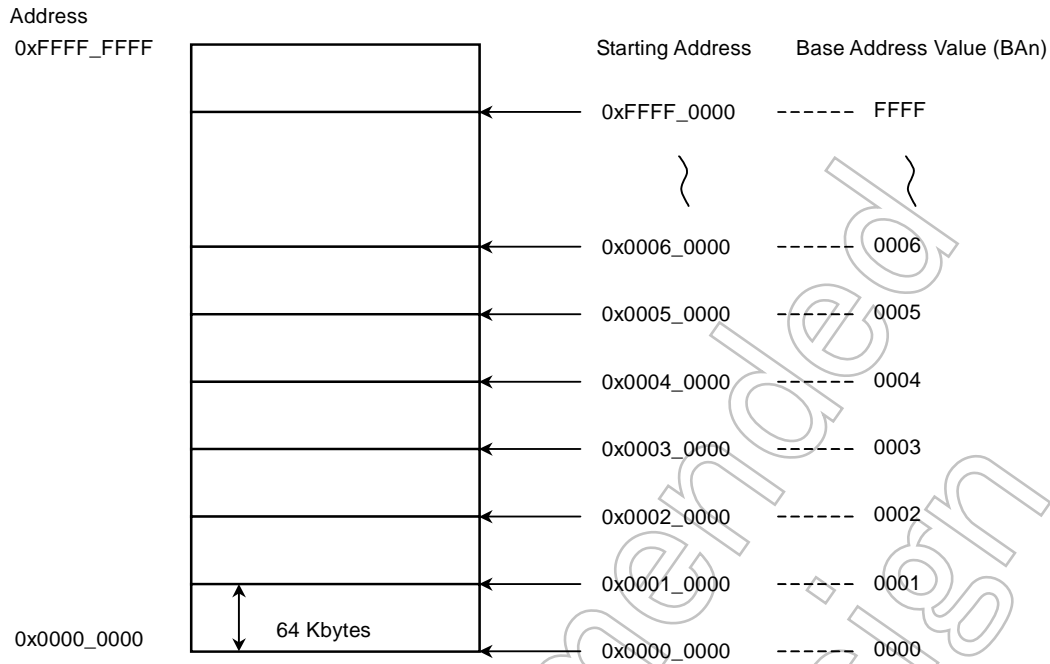 Address
0xFFFF_FFFF Starting Address Base Address Value (BAn)
0xFFFF_0000 ------ FFFF
0x0006_0000 ------ 0006
0x0005_0000 ------ 0005
0x0004_0000 ------ 0004
0x0003_0000 ------ 0003
0x0002_0000 ------ 0002
0x0001_0000 ------ 0001
64 Kbytes
0x0000_0000 0x0000_0000 ------ 0000